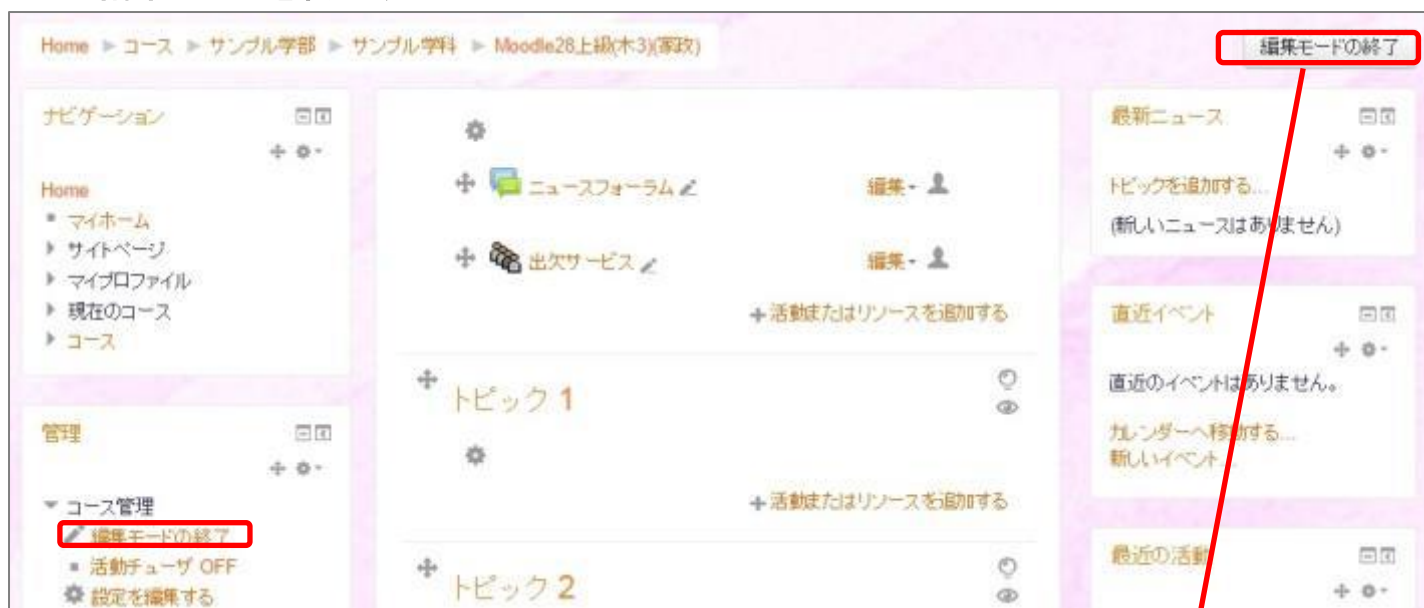 Home ▶ コース ▶ サンプル学部 ▶ サンプル学科 ▶ Moodle28上級(木3)(家政)
編集モードの終了
ナビゲーション
Home
マイホーム
サイトページ
マイプロファイル
現在のコース
コース
管理
コース管理
編集モードの終了
活動チューザ OFF
設定を編集する
ニュースフォーラム 編集
出欠サービス 編集
+活動またはリソースを追加する
トピック 1
+活動またはリソースを追加する
トピック 2
最新ニュース
トピックを追加する...
(新しいニュースはありません)
直近イベント
直近のイベントはありません。
カレンダーへ移動する...
新しいイベント...
最近の活動